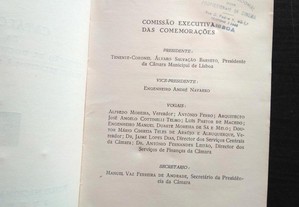 COMISSÃO EXECUTIVA
DAS COMEMORAÇÕES
PRESIDENTE:
TENENTE-CORONEL ÁLVARO SALVAÇÃO BARRETO, Presidente
da Câmara Municipal de Lisboa
VICE-PRESIDENTE:
ENGENHEIRO ANDRÉ NAVARRO
VOGAIS:
ALFREDO MOREIRA, Vereador; ANTÓNIO PINHO; ARQUITECTO
JOSÉ ÂNGELO COTTINELLI TELMO; LUÍS PASTOR DE MACEDO;
ENGENHEIRO MANUEL DUARTE MOREIRA DE SÁ E MELO; DOU-
TOR MÁRIO CORREIA TELES DE ARAÚJO E ALBUQUERQUE, Ve-
reador; DR. JAIME LOPES DIAS, Director dos Serviços Centrais
da Câmara; DR. ANTÓNIO FERNANDES LEITÃO, Director dos
Serviços de Finanças da Câmara.
SECRETÁRIO:
MANUEL VAZ FERREIRA DE ANDRADE, Secretário da Presidên-
cia da Câmara.